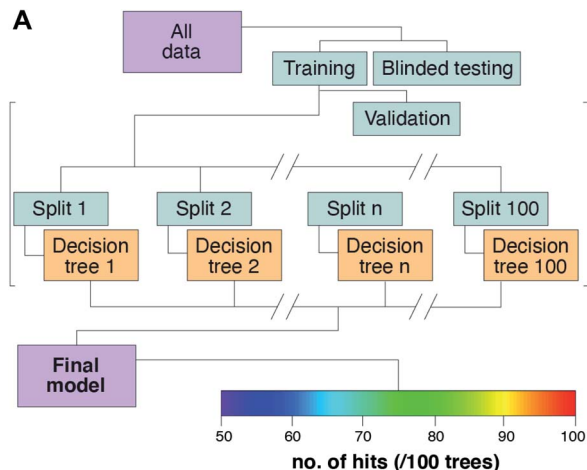 A
All
data
Training
Blinded testing
Validation
Split 1
Split 2
Split n
Split 100
Decision
tree 1
Decision
tree 2
Decision
tree n
Decision
tree 100
Final
model
50 60 70 80 90 100
no. of hits (/100 trees)